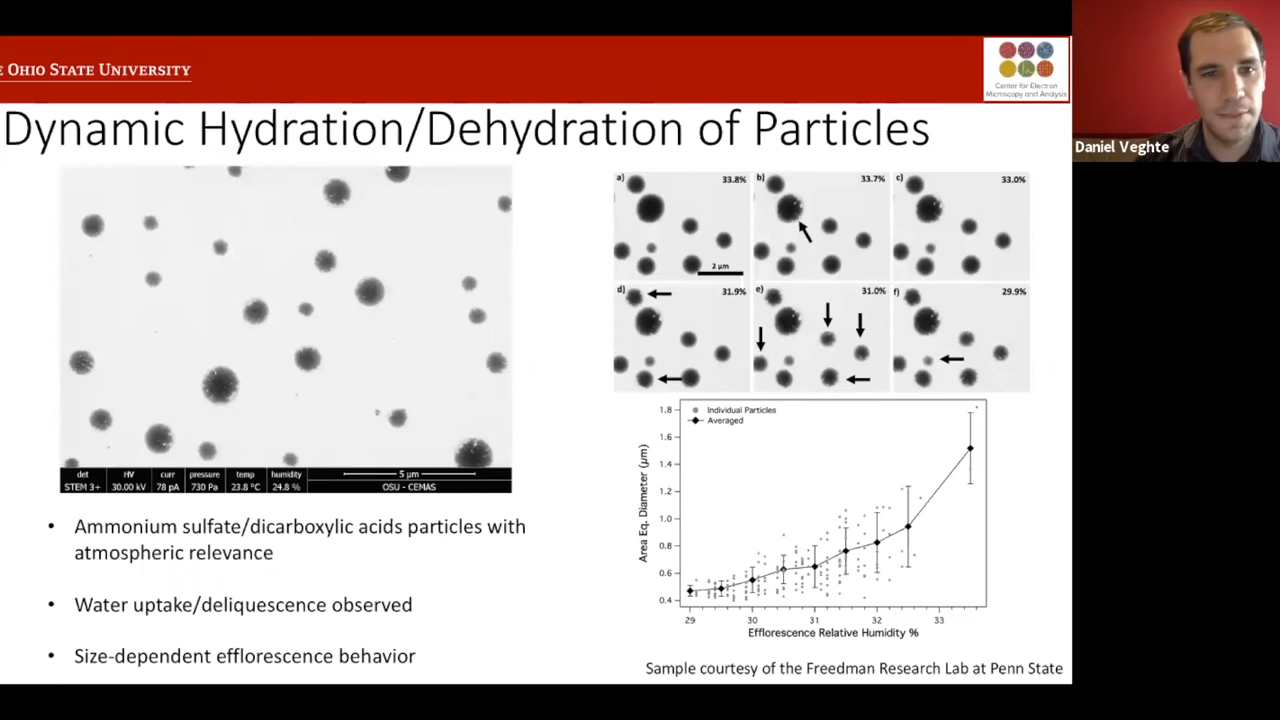 E OHIO STATE UNIVERSITY
Center for Electron
Microscopy and Analysis
Daniel Veghte
Dynamic Hydration/Dehydration of Particles
det HV curr pressure temp humidity 5 µm
STEM 3+ 30.00 kV 78 pA 730 Pa 23.8 °C 24.8 % OSU - CEMAS
a) 33.8% b) 33.7% c) 33.0%
2 µm
d) 31.9% e) 31.0% f) 29.9%
Individual Particles
Averaged
1.8
1.6
1.4
1.2
1.0
0.8
0.6
0.4
Area Eq. Diameter (µm)
29 30 31 32 33
Efflorescence Relative Humidity %
• Ammonium sulfate/dicarboxylic acids particles with
atmospheric relevance
• Water uptake/deliquescence observed
• Size-dependent efflorescence behavior
Sample courtesy of the Freedman Research Lab at Penn State